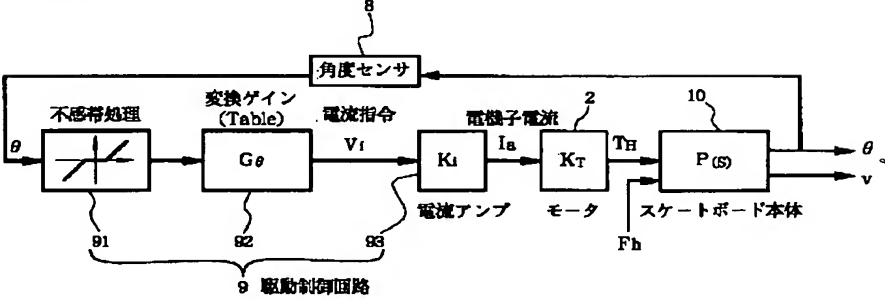 8
角度センサ
不感帯処理
変換ゲイン
(Table)
電流指令
電機子電流
2
10
θ
Gθ
Vi
Ki
Ia
KT
TH
P(S)
θ
v
電流アンプ
モータ
スケートボード本体
Fh
91
92
93
9 駆動制御回路